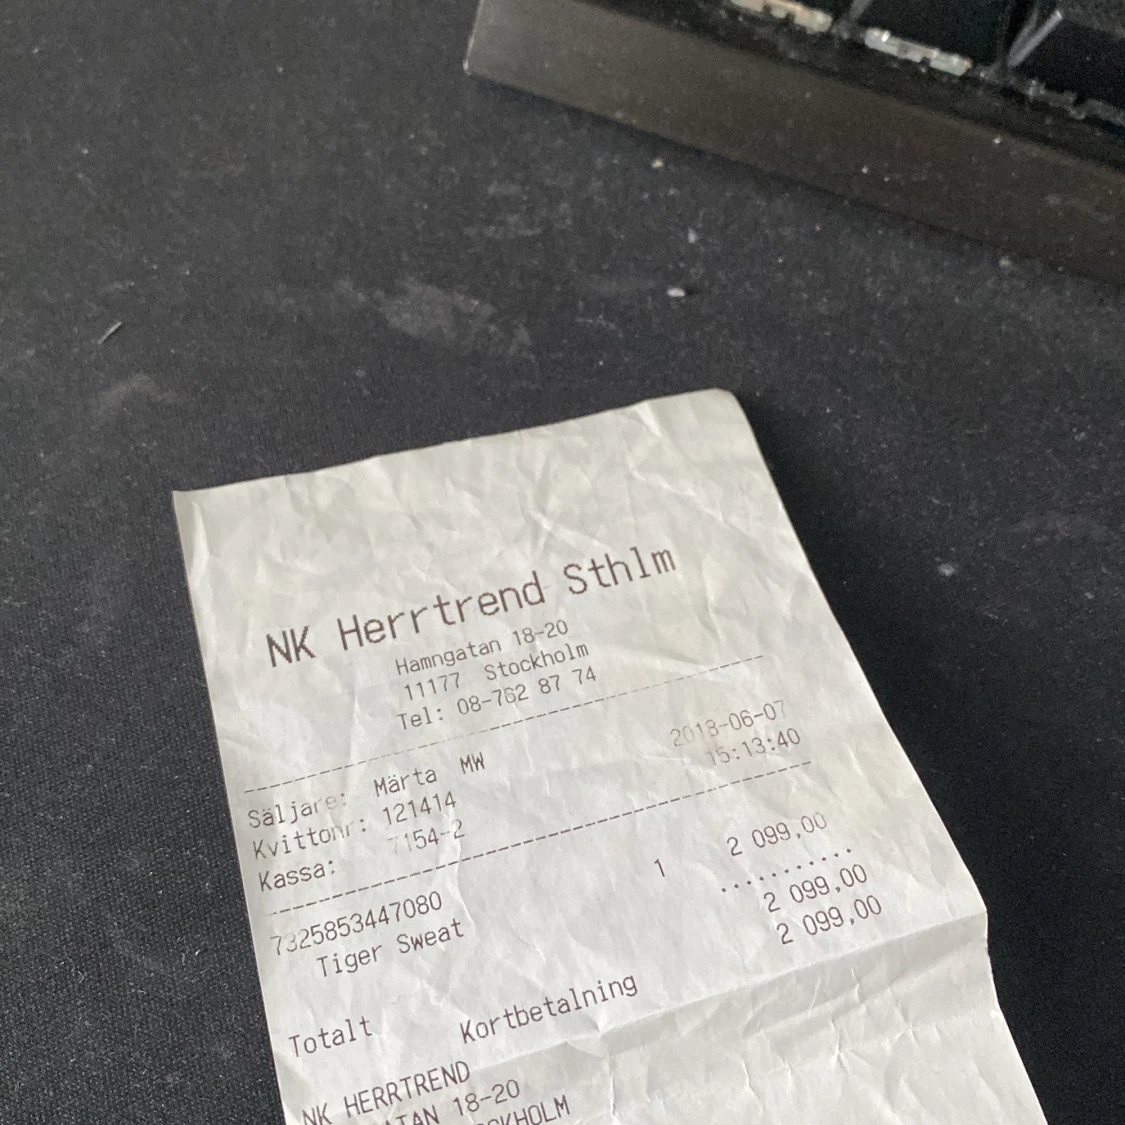 NK Herrtrend Sthlm
Hamngatan 18-20
11177 Stockholm
Tel: 08-762 87 74
Säljare: Märta MW 2018-06-07
Kvittonr: 121414 15:13:40
Kassa: 7154-2
7325853447080 1 2 099,00
Tiger Sweat
...........
Totalt 2 099,00
Kortbetalning 2 099,00
NK HERRTREND
18-20